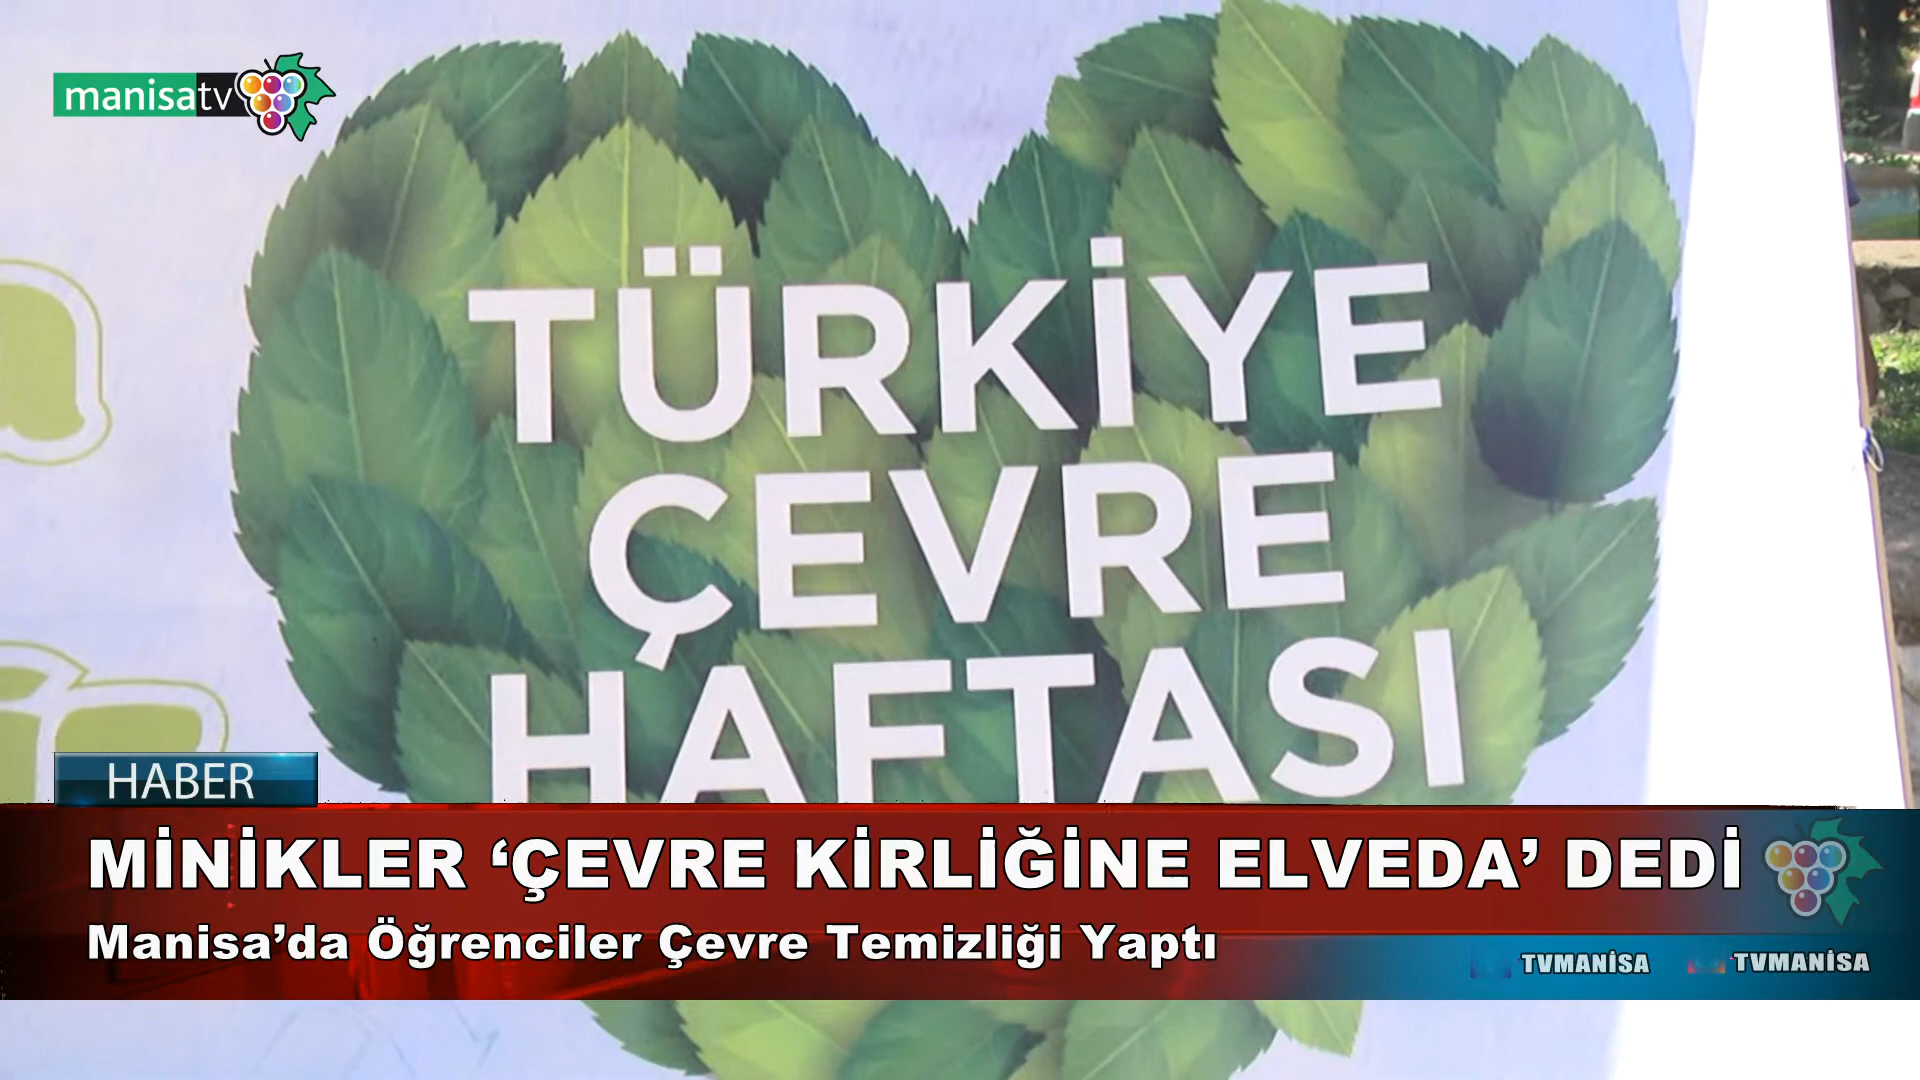 manisatv
TÜRKİYE
ÇEVRE
HAFTASI
HABER
MİNİKLER ‘ÇEVRE KİRLİĞİNE ELVEDA’ DEDİ
Manisa’da Öğrenciler Çevre Temizliği Yaptı
TVMANİSA TVMANİSA